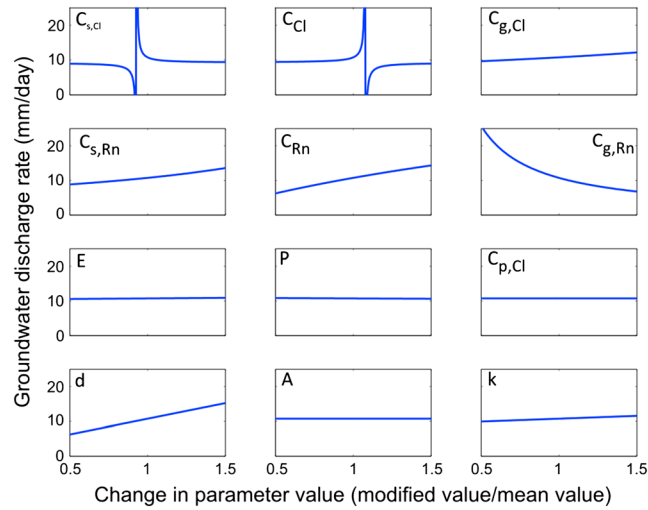 C_s,Cl C_Cl C_g,Cl
20
10
0
C_s,Rn C_Rn C_g,Rn
20
10
0
E P C_p,Cl
20
10
0
d A k
20
10
0
0.5 1 1.5 0.5 1 1.5 0.5 1 1.5
Groundwater discharge rate (mm/day)
Change in parameter value (modified value/mean value)